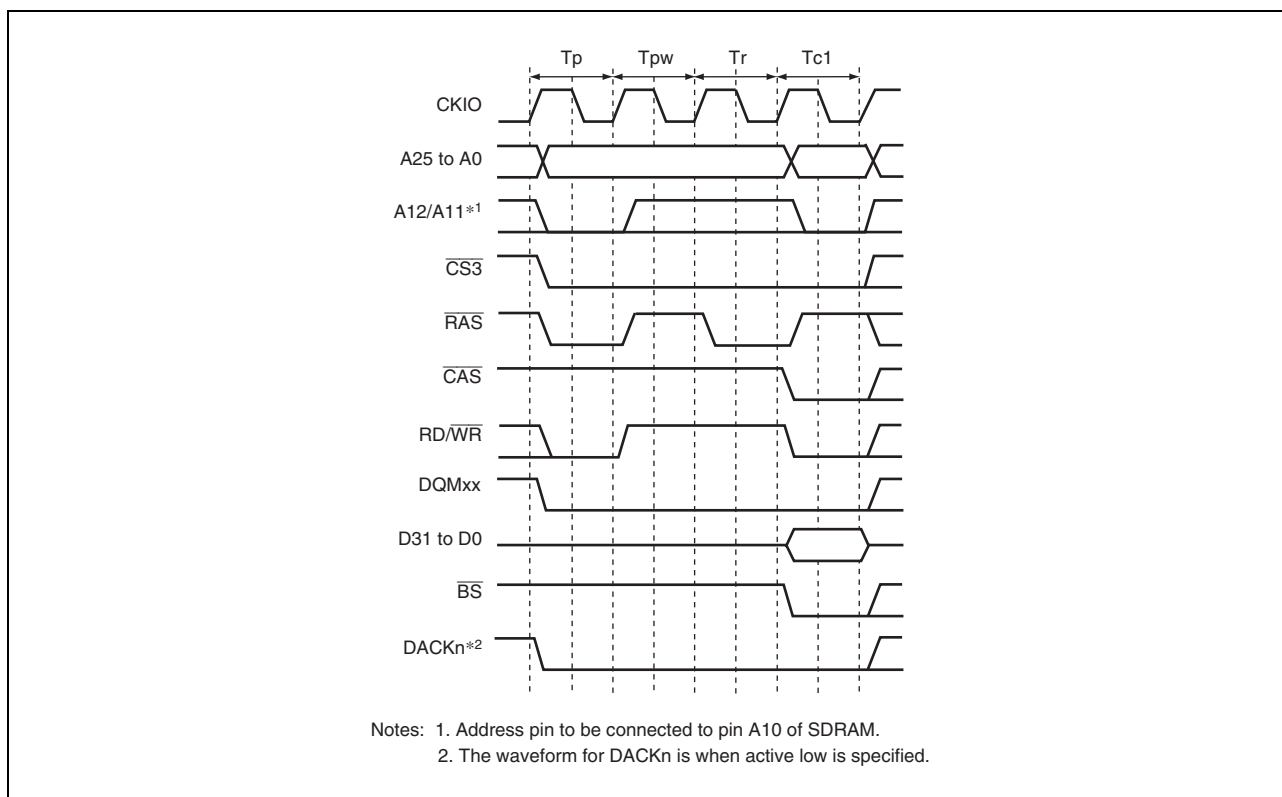 Tp Tpw Tr Tc1
CKIO
A25 to A0
A12/A11*1
CS3
RAS
CAS
RD/WR
DQMxx
D31 to D0
BS
DACKn*2
Notes: 1. Address pin to be connected to pin A10 of SDRAM.
2. The waveform for DACKn is when active low is specified.